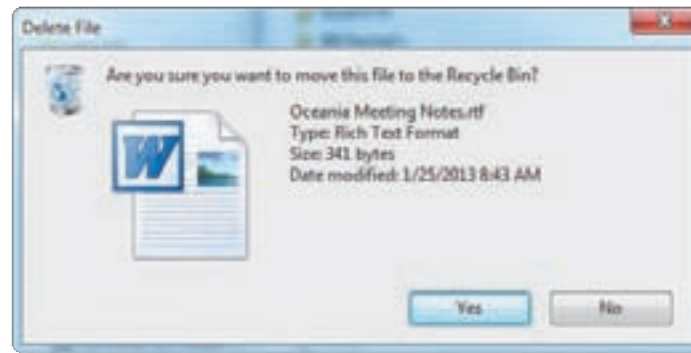 Delete File
Are you sure you want to move this file to the Recycle Bin?
Oceania Meeting Notes.rtf
Type: Rich Text Format
Size: 341 bytes
Date modified: 1/25/2013 8:43 AM
W
Yes
No